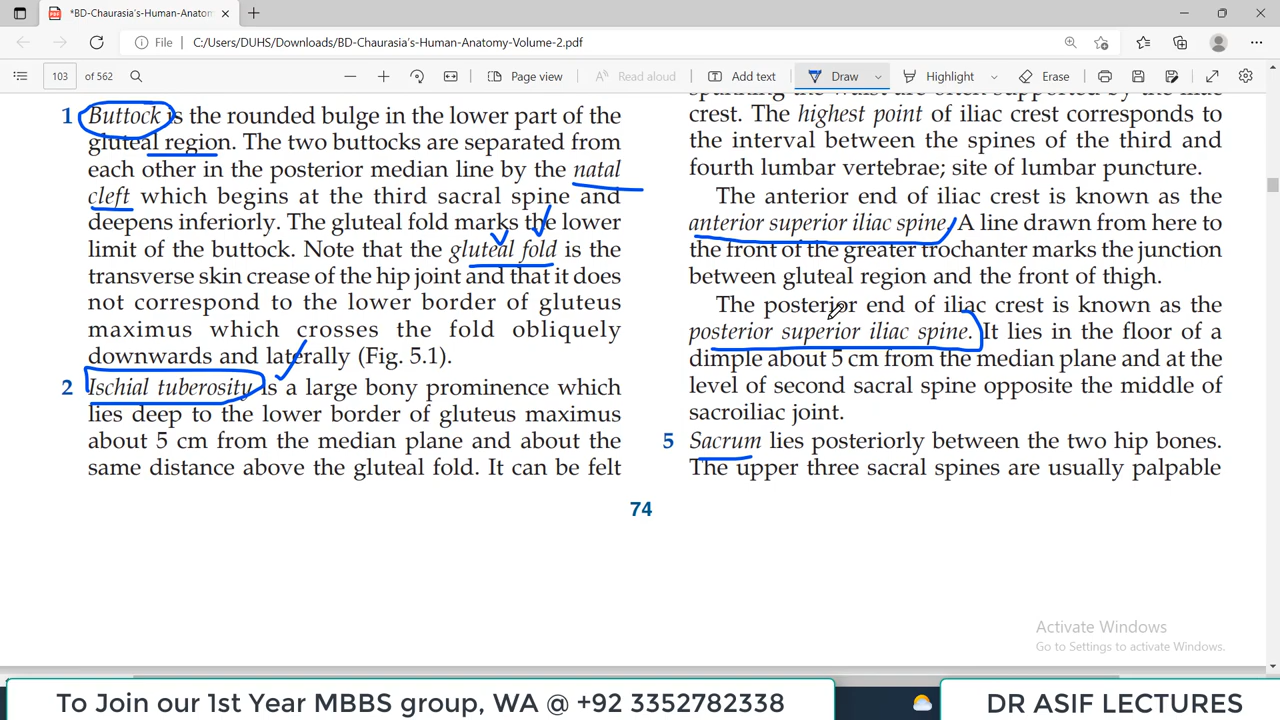 *BD-Chaurasia's-Human-Anatomy-
File
C:/Users/DUHS/Downloads/BD-Chaurasia's-Human-Anatomy-Volume-2.pdf
103 of 562
Page view
Read aloud
Add text
Draw
Highlight
Erase
1 Buttock is the rounded bulge in the lower part of the
gluteal region. The two buttocks are separated from
each other in the posterior median line by the natal
cleft which begins at the third sacral spine and
deepens inferiorly. The gluteal fold marks the lower
limit of the buttock. Note that the gluteal fold is the
transverse skin crease of the hip joint and that it does
not correspond to the lower border of gluteus
maximus which crosses the fold obliquely
downwards and laterally (Fig. 5.1).
2 Ischial tuberosity is a large bony prominence which
lies deep to the lower border of gluteus maximus
about 5 cm from the median plane and about the
same distance above the gluteal fold. It can be felt
spanning the waist are often supported by the iliac
crest. The highest point of iliac crest corresponds to
the interval between the spines of the third and
fourth lumbar vertebrae; site of lumbar puncture.
The anterior end of iliac crest is known as the
anterior superior iliac spine. A line drawn from here to
the front of the greater trochanter marks the junction
between gluteal region and the front of thigh.
The posterior end of iliac crest is known as the
posterior superior iliac spine. It lies in the floor of a
dimple about 5 cm from the median plane and at the
level of second sacral spine opposite the middle of
sacroiliac joint.
5 Sacrum lies posteriorly between the two hip bones.
The upper three sacral spines are usually palpable
74
Activate Windows
Go to Settings to activate Windows.
To Join our 1st Year MBBS group, WA @ +92 3352782338
DR ASIF LECTURES